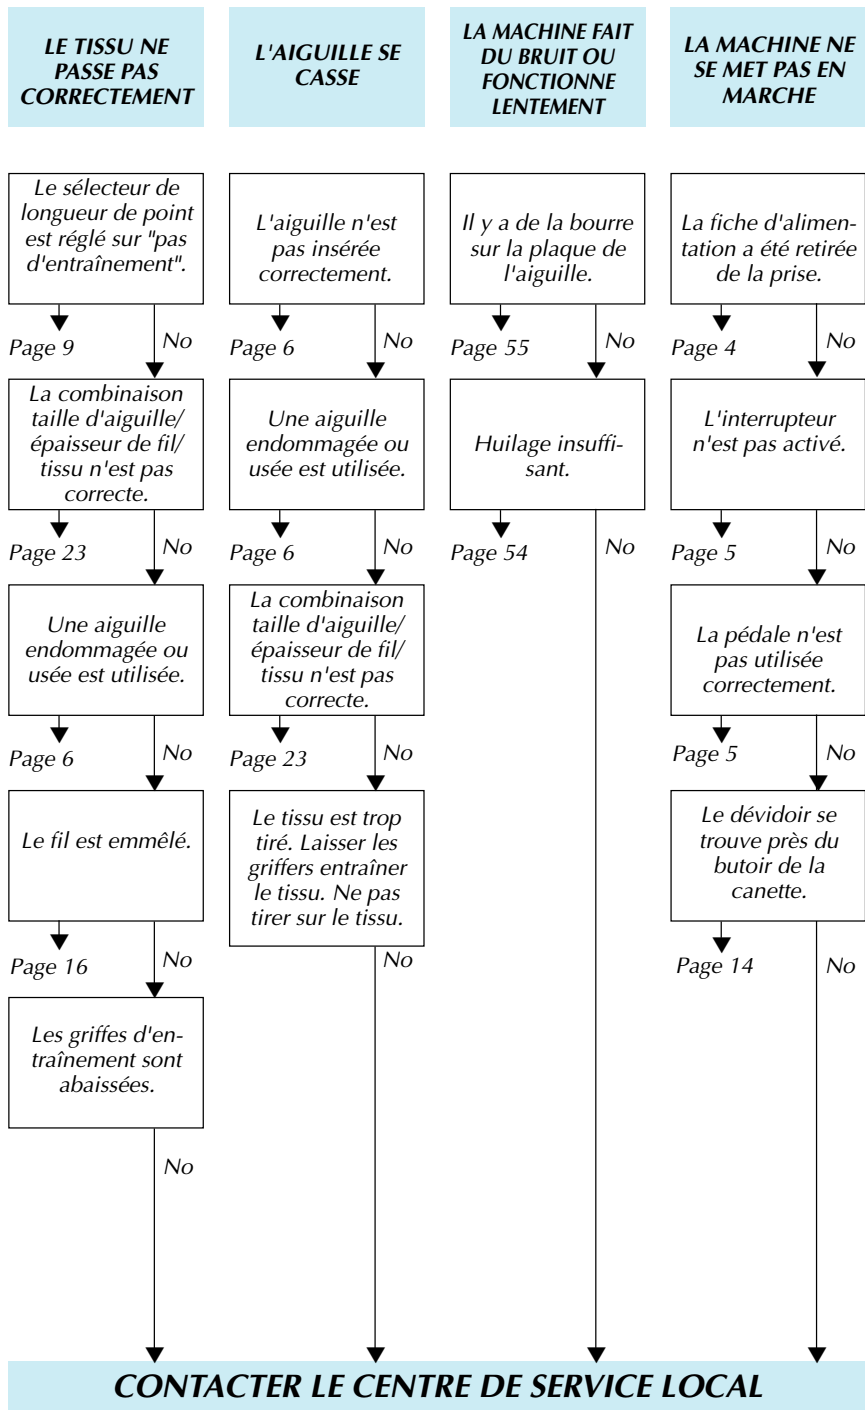 LE TISSU NE
PASSE PAS
CORRECTEMENT
L'AIGUILLE SE
CASSE
LA MACHINE FAIT
DU BRUIT OU
FONCTIONNE
LENTEMENT
LA MACHINE NE
SE MET PAS EN
MARCHE
Le sélecteur de
longueur de point
est réglé sur "pas
d'entraînement".
Page 9
No
La combinaison
taille d'aiguille/
épaisseur de fil/
tissu n'est pas
correcte.
Page 23
No
Une aiguille
endommagée ou
usée est utilisée.
Page 6
No
Le fil est emmêlé.
Page 16
No
Les griffes d'en-
traînement sont
abaissées.
No
L'aiguille n'est
pas insérée
correctement.
Page 6
No
Une aiguille
endommagée ou
usée est utilisée.
Page 6
No
La combinaison
taille d'aiguille/
épaisseur de fil/
tissu n'est pas
correcte.
Page 23
No
Le tissu est trop
tiré. Laisser les
griffers entraîner
le tissu. Ne pas
tirer sur le tissu.
No
Il y a de la bourre
sur la plaque de
l'aiguille.
Page 55
No
Huilage insuffi-
sant.
Page 54
No
La fiche d'alimen-
tation a été retirée
de la prise.
Page 4
No
L'interrupteur
n'est pas activé.
Page 5
No
La pédale n'est
pas utilisée
correctement.
Page 5
No
Le dévidoir se
trouve près du
butoir de la
canette.
Page 14
No
CONTACTER LE CENTRE DE SERVICE LOCAL